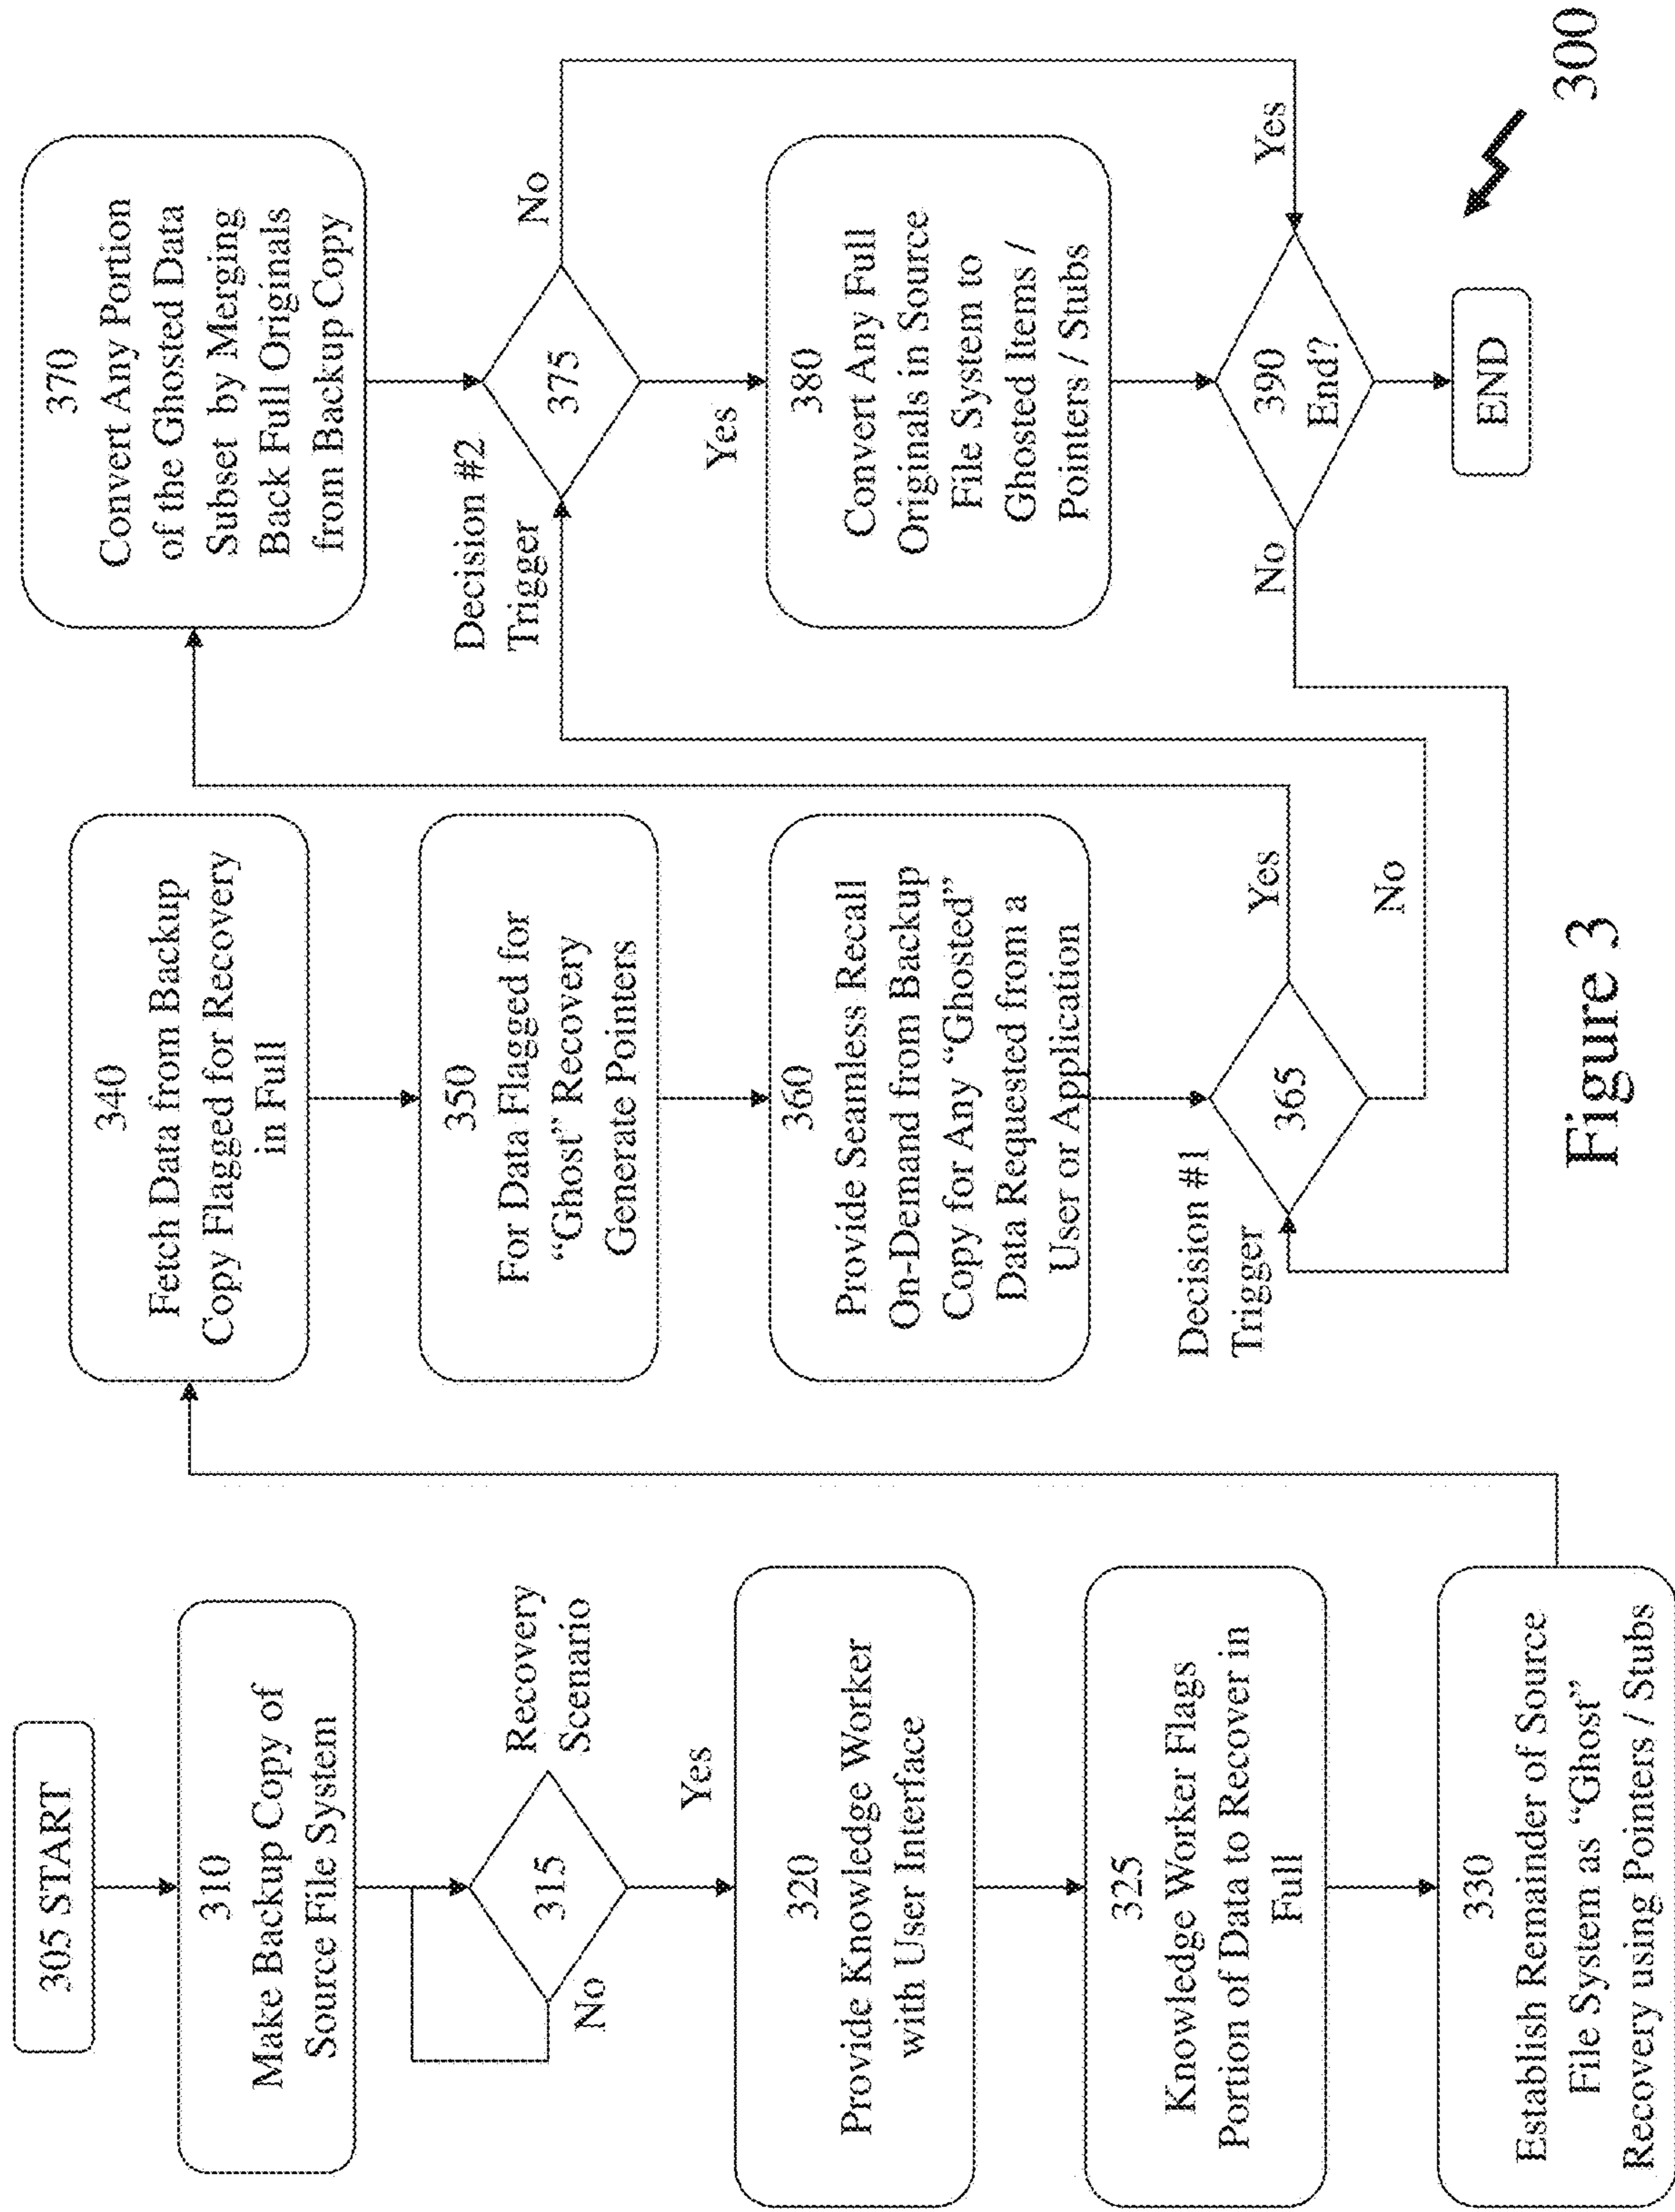 305 START
310
Make Backup Copy of
Source File System
Recovery
Scenario
315
No
Yes
320
Provide Knowledge Worker
with User Interface
325
Knowledge Worker Flags
Portion of Data to Recover in
Full
330
Establish Remainder of Source
File System as “Ghost”
Recovery using Pointers / Stubs
340
Fetch Data from Backup
Copy Flagged for Recovery
in Full
350
For Data Flagged for
“Ghost” Recovery
Generate Pointers
360
Provide Seamless Recall
On-Demand from Backup
Copy for Any “Ghosted”
Data Requested from a
User or Application
Decision #1
Trigger
365
Yes
No
370
Convert Any Portion
of the Ghosted Data
Subset by Merging
Back Full Originals
from Backup Copy
Decision #2
Trigger
375
No
Yes
380
Convert Any Full
Originals in Source
File System to
Ghosted Items /
Pointers / Stubs
No
390
End?
Yes
END
300
Figure 3